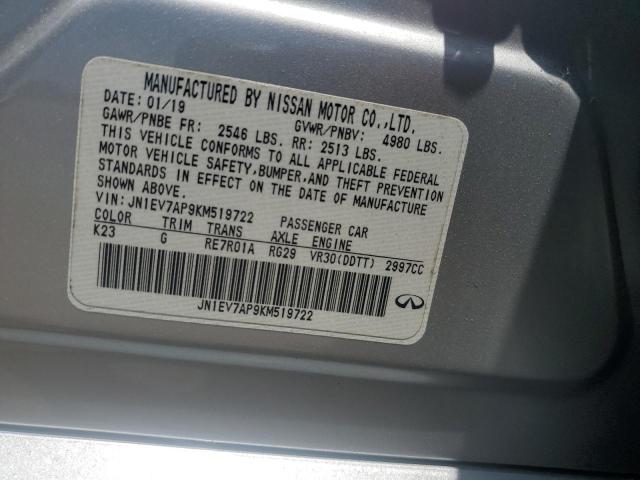 MANUFACTURED BY NISSAN MOTOR CO.,LTD.
DATE: 01/19 GVWR/PNBV: 4980 LBS.
GAWR/PNBE FR: 2546 LBS. RR: 2513 LBS.
THIS VEHICLE CONFORMS TO ALL APPLICABLE FEDERAL
MOTOR VEHICLE SAFETY,BUMPER,AND THEFT PREVENTION
STANDARDS IN EFFECT ON THE DATE OF MANUFACTURE
SHOWN ABOVE.
VIN: JN1EV7AP9KM519722 PASSENGER CAR
COLOR TRIM TRANS AXLE ENGINE
K23 G RE7R01A RG29 VR30(DDTT) 2997CC
JN1EV7AP9KM519722